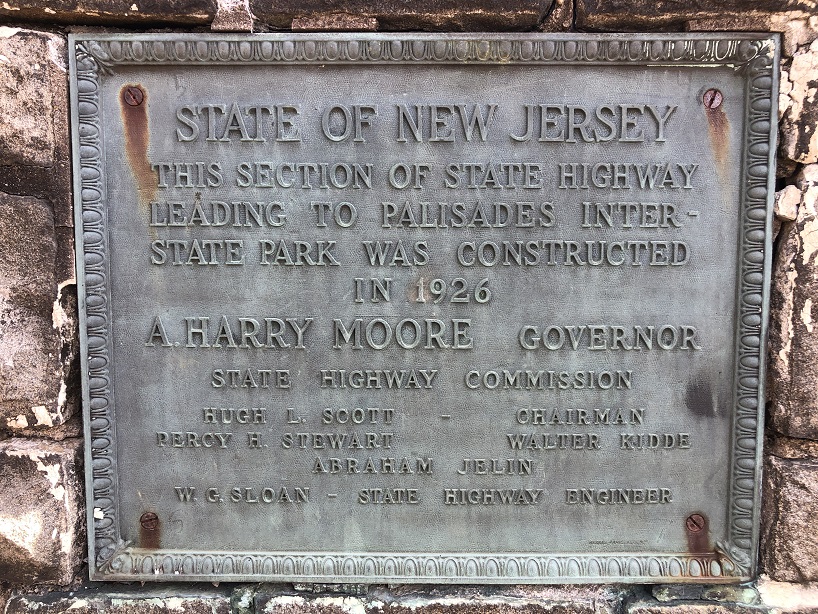 STATE OF NEW JERSEY
THIS SECTION OF STATE HIGHWAY
LEADING TO PALISADES INTER-
STATE PARK WAS CONSTRUCTED
IN 1926
A. HARRY MOORE GOVERNOR
STATE HIGHWAY COMMISSION
HUGH L. SCOTT - CHAIRMAN
PERCY H. STEWART WALTER KIDDE
ABRAHAM JELIN
W. G. SLOAN - STATE HIGHWAY ENGINEER